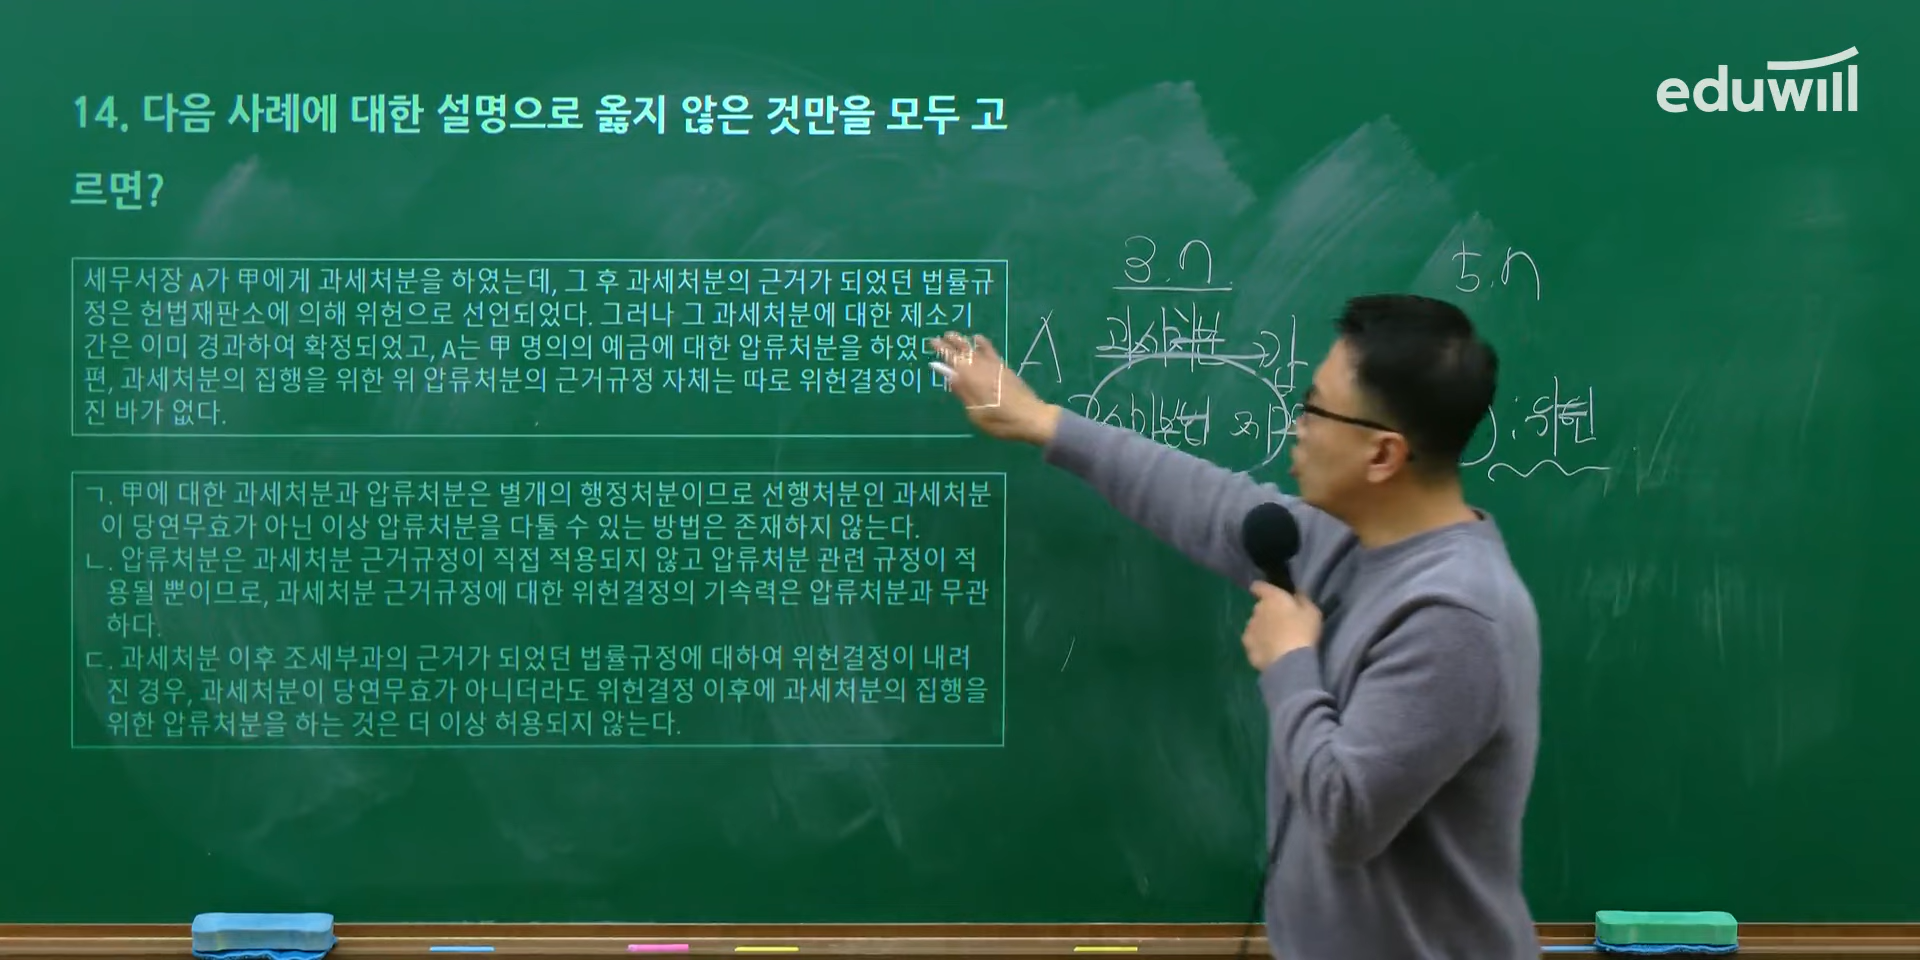 eduwill
14. 다음 사례에 대한 설명으로 옳지 않은 것만을 모두 고
르면?
세무서장 A가 甲에게 과세처분을 하였는데, 그 후 과세처분의 근거가 되었던 법률규
정은 헌법재판소에 의해 위헌으로 선언되었다. 그러나 그 과세처분에 대한 제소기
간은 이미 경과하여 확정되었고, A는 甲 명의의 예금에 대한 압류처분을 하였다
편, 과세처분의 집행을 위한 위 압류처분의 근거규정 자체는 따로 위헌결정이
진 바가 없다.
ㄱ. 甲에 대한 과세처분과 압류처분은 별개의 행정처분이므로 선행처분인 과세처분
이 당연무효가 아닌 이상 압류처분을 다툴 수 있는 방법은 존재하지 않는다.
ㄴ. 압류처분은 과세처분 근거규정이 직접 적용되지 않고 압류처분 관련 규정이 적
용될 뿐이므로, 과세처분 근거규정에 대한 위헌결정의 기속력은 압류처분과 무관
하다.
ㄷ. 과세처분 이후 조세부과의 근거가 되었던 법률규정에 대하여 위헌결정이 내려
진 경우, 과세처분이 당연무효가 아니더라도 위헌결정 이후에 과세처분의 집행을
위한 압류처분을 하는 것은 더 이상 허용되지 않는다.
3.n
5.n
A 과세처분 갑
: 위헌